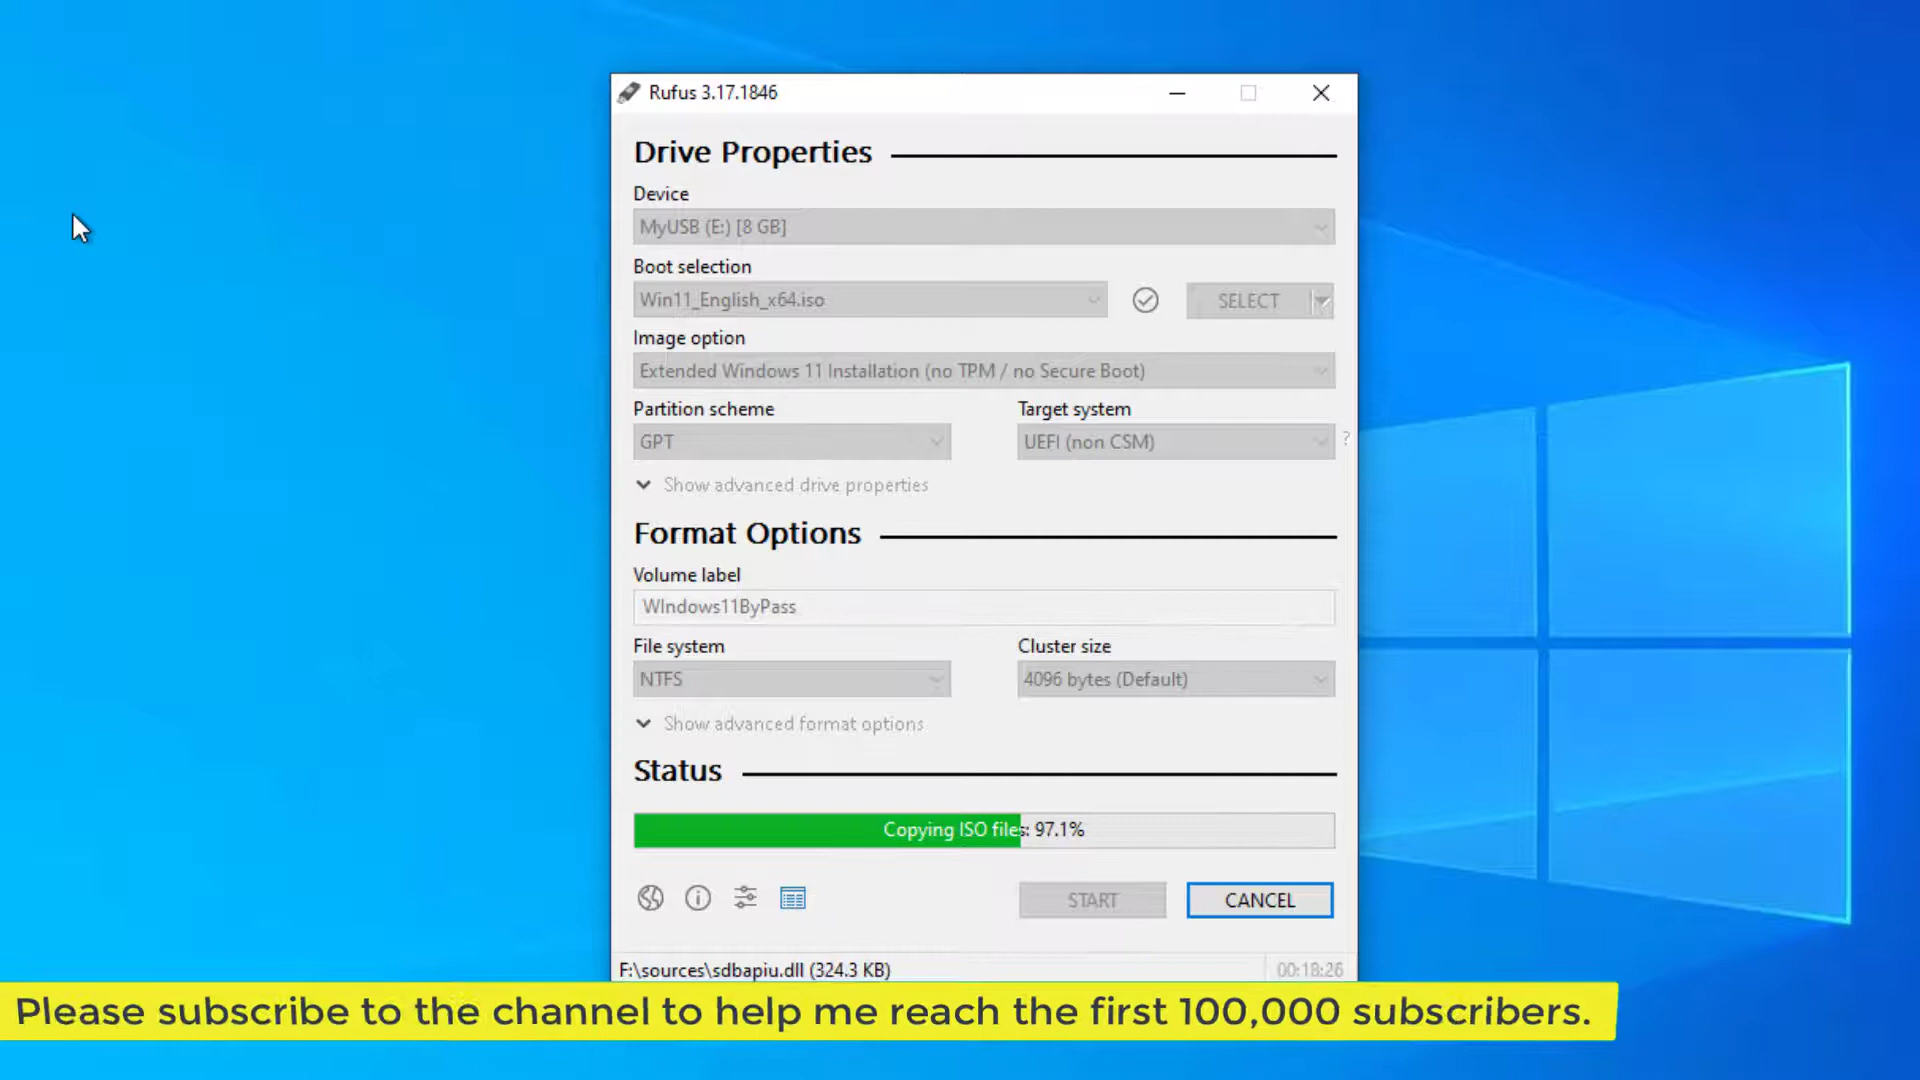 Rufus 3.17.1846
Drive Properties
Device
MyUSB (E:) [8 GB]
Boot selection
Win11_English_x64.iso
SELECT
Image option
Extended Windows 11 Installation (no TPM / no Secure Boot)
Partition scheme
Target system
GPT
UEFI (non CSM)
?
Show advanced drive properties
Format Options
Volume label
WIndows11ByPass
File system
Cluster size
NTFS
4096 bytes (Default)
Show advanced format options
Status
Copying ISO files: 97.1%
START
CANCEL
F:\sources\sdbapiu.dll (324.3 KB)
00:18:26
Please subscribe to the channel to help me reach the first 100,000 subscribers.